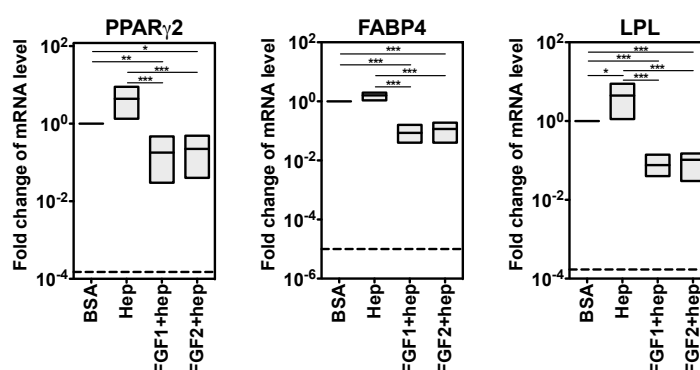 PPARγ2
Fold change of mRNA level
10²
10⁰
10⁻²
10⁻⁴
*
**
***
***
BSA
Hep
FGF1+hep
FGF2+hep
FABP4
Fold change of mRNA level
10²
10⁰
10⁻²
10⁻⁴
10⁻⁶
***
***
***
***
BSA
Hep
FGF1+hep
FGF2+hep
LPL
Fold change of mRNA level
10²
10⁰
10⁻²
10⁻⁴
***
***
***
* ***
BSA
Hep
FGF1+hep
FGF2+hep